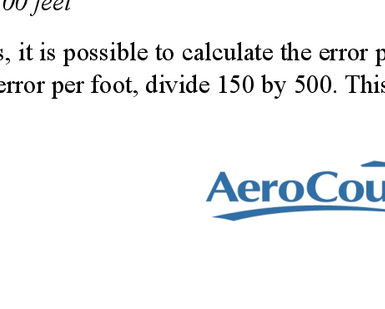 00 feet
s, it is possible to calculate the error p
error per foot, divide 150 by 500. This
AeroCou